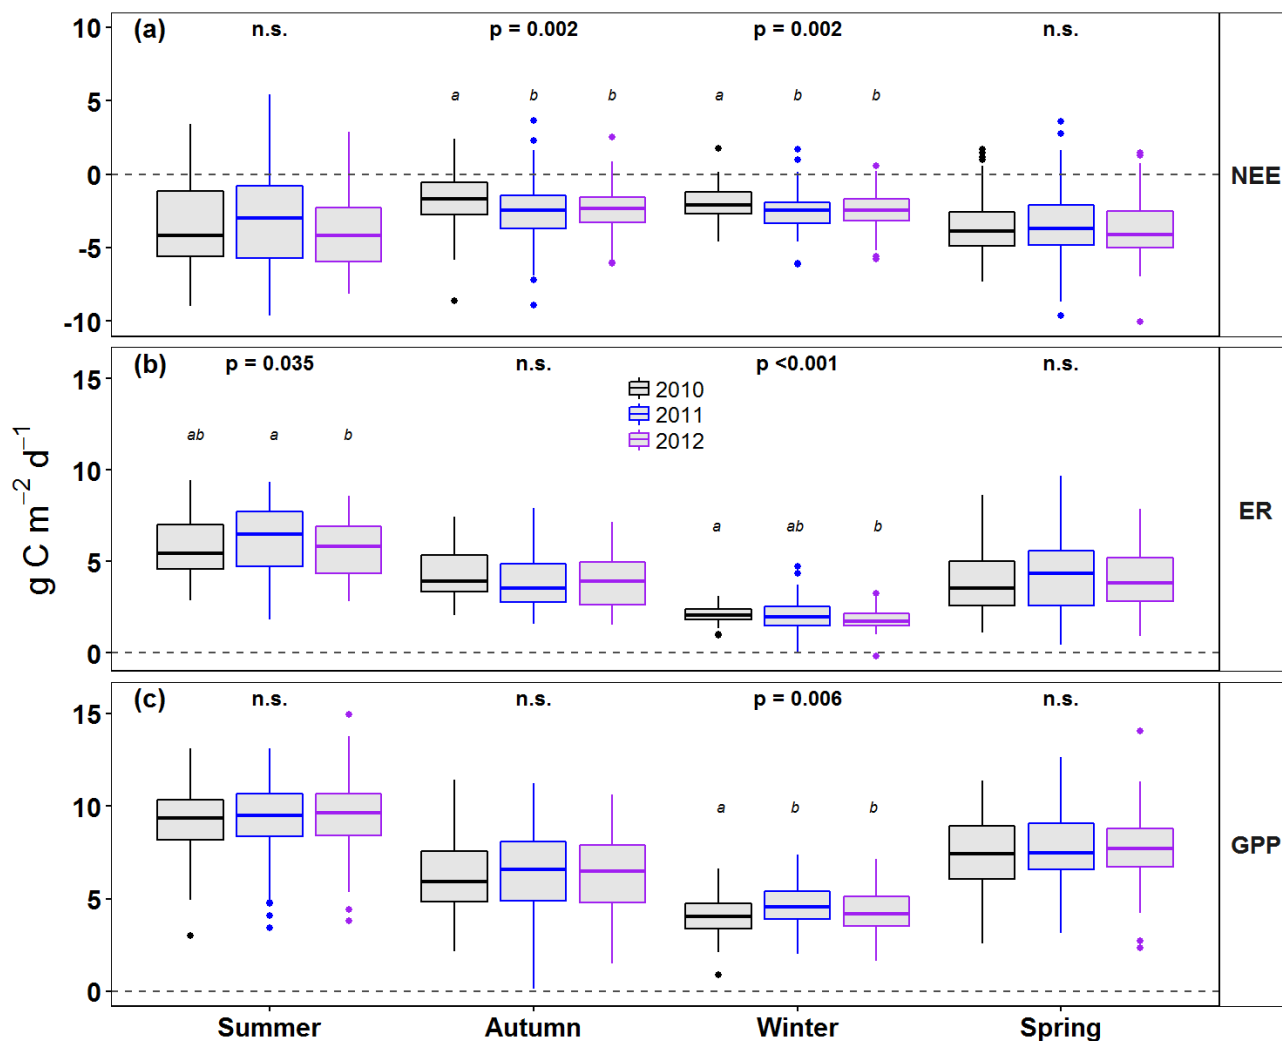 (a) n.s. p = 0.002 p = 0.002 n.s.
10
5
0
-5
-10
a b b a b b
NEE
(b) p = 0.035 n.s. p <0.001 n.s.
15
10
5
0
2010
2011
2012
ab a b a ab b
ER
g C m⁻² d⁻¹
(c) n.s. n.s. p = 0.006 n.s.
15
10
5
0
a b b
GPP
Summer Autumn Winter Spring